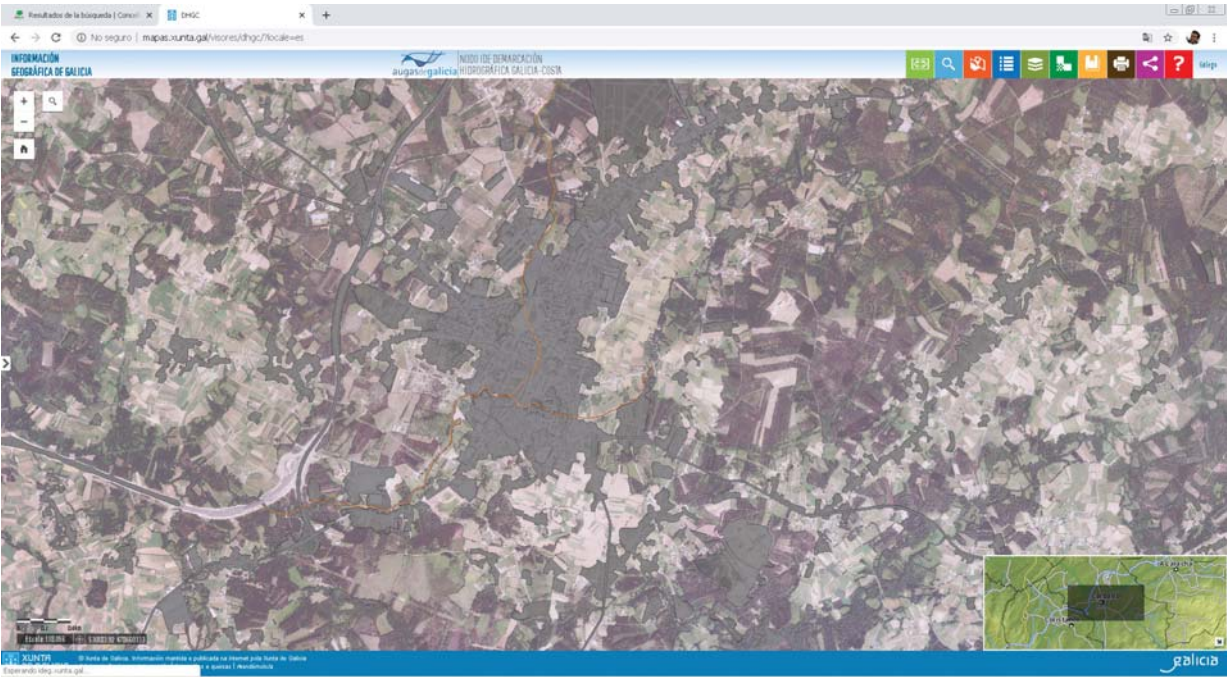 Resultados de la búsqueda | Concel
DHGC
No seguro | mapas.xunta.gal/visores/dhgc/?locale=es
INFORMACIÓN
GEOGRÁFICA DE GALICIA
augasdegalicia
NODO IDE DEMARCACIÓN
HIDROGRÁFICA GALICIA-COSTA
Galego
XUNTA
© Xunta de Galicia. Información mantida e publicada na internet pola Xunta de Galicia
galicia
Esperando ideg.xunta.gal...